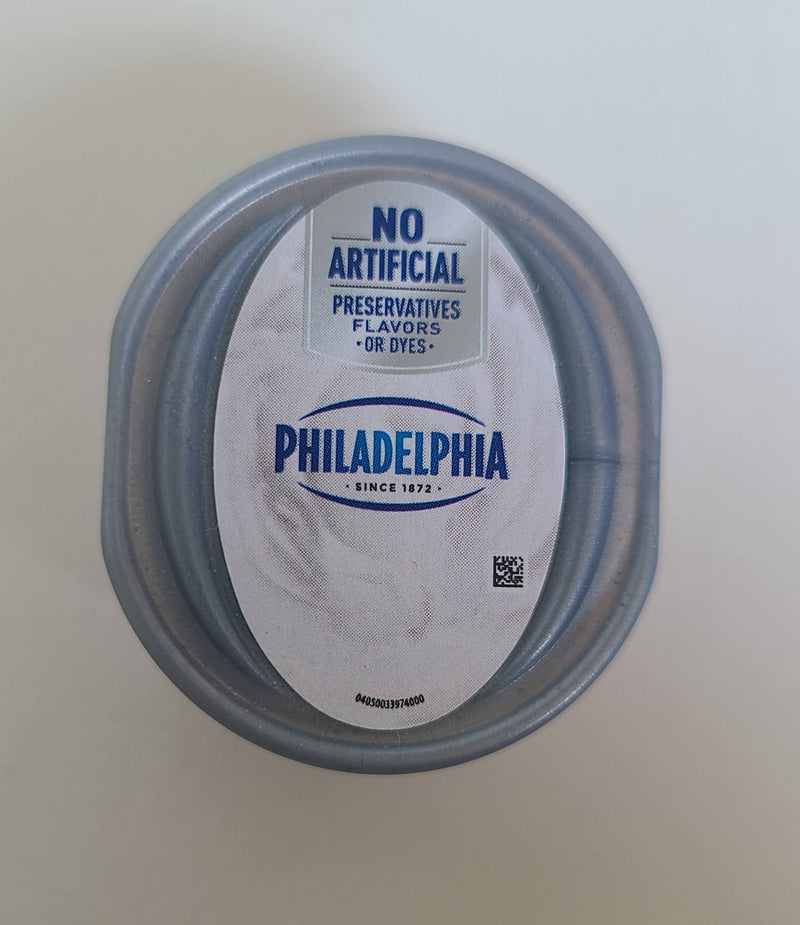 NO
ARTIFICIAL
PRESERVATIVES
FLAVORS
•OR DYES•
PHILADELPHIA
• SINCE 1872 •
04050033974000